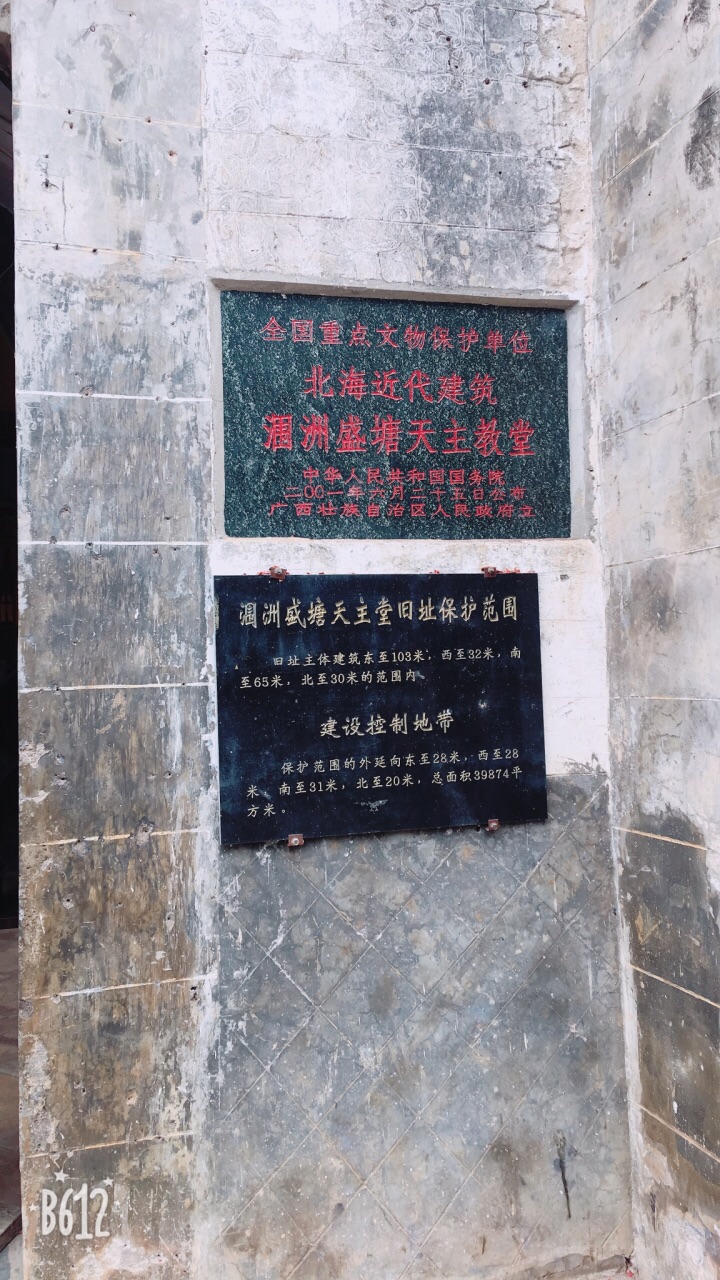 全国重点文物保护单位
北海近代建筑
涠洲盛塘天主教堂
中华人民共和国国务院
二〇〇一年六月二十五日公布
广西壮族自治区人民政府立
涠洲盛塘天主堂旧址保护范围
旧址主体建筑东至103米，西至32米，南
至65米，北至30米的范围内
建设控制地带
保护范围的外延向东至28米，西至28
米，南至31米，北至20米，总面积39874平
方米。
B612